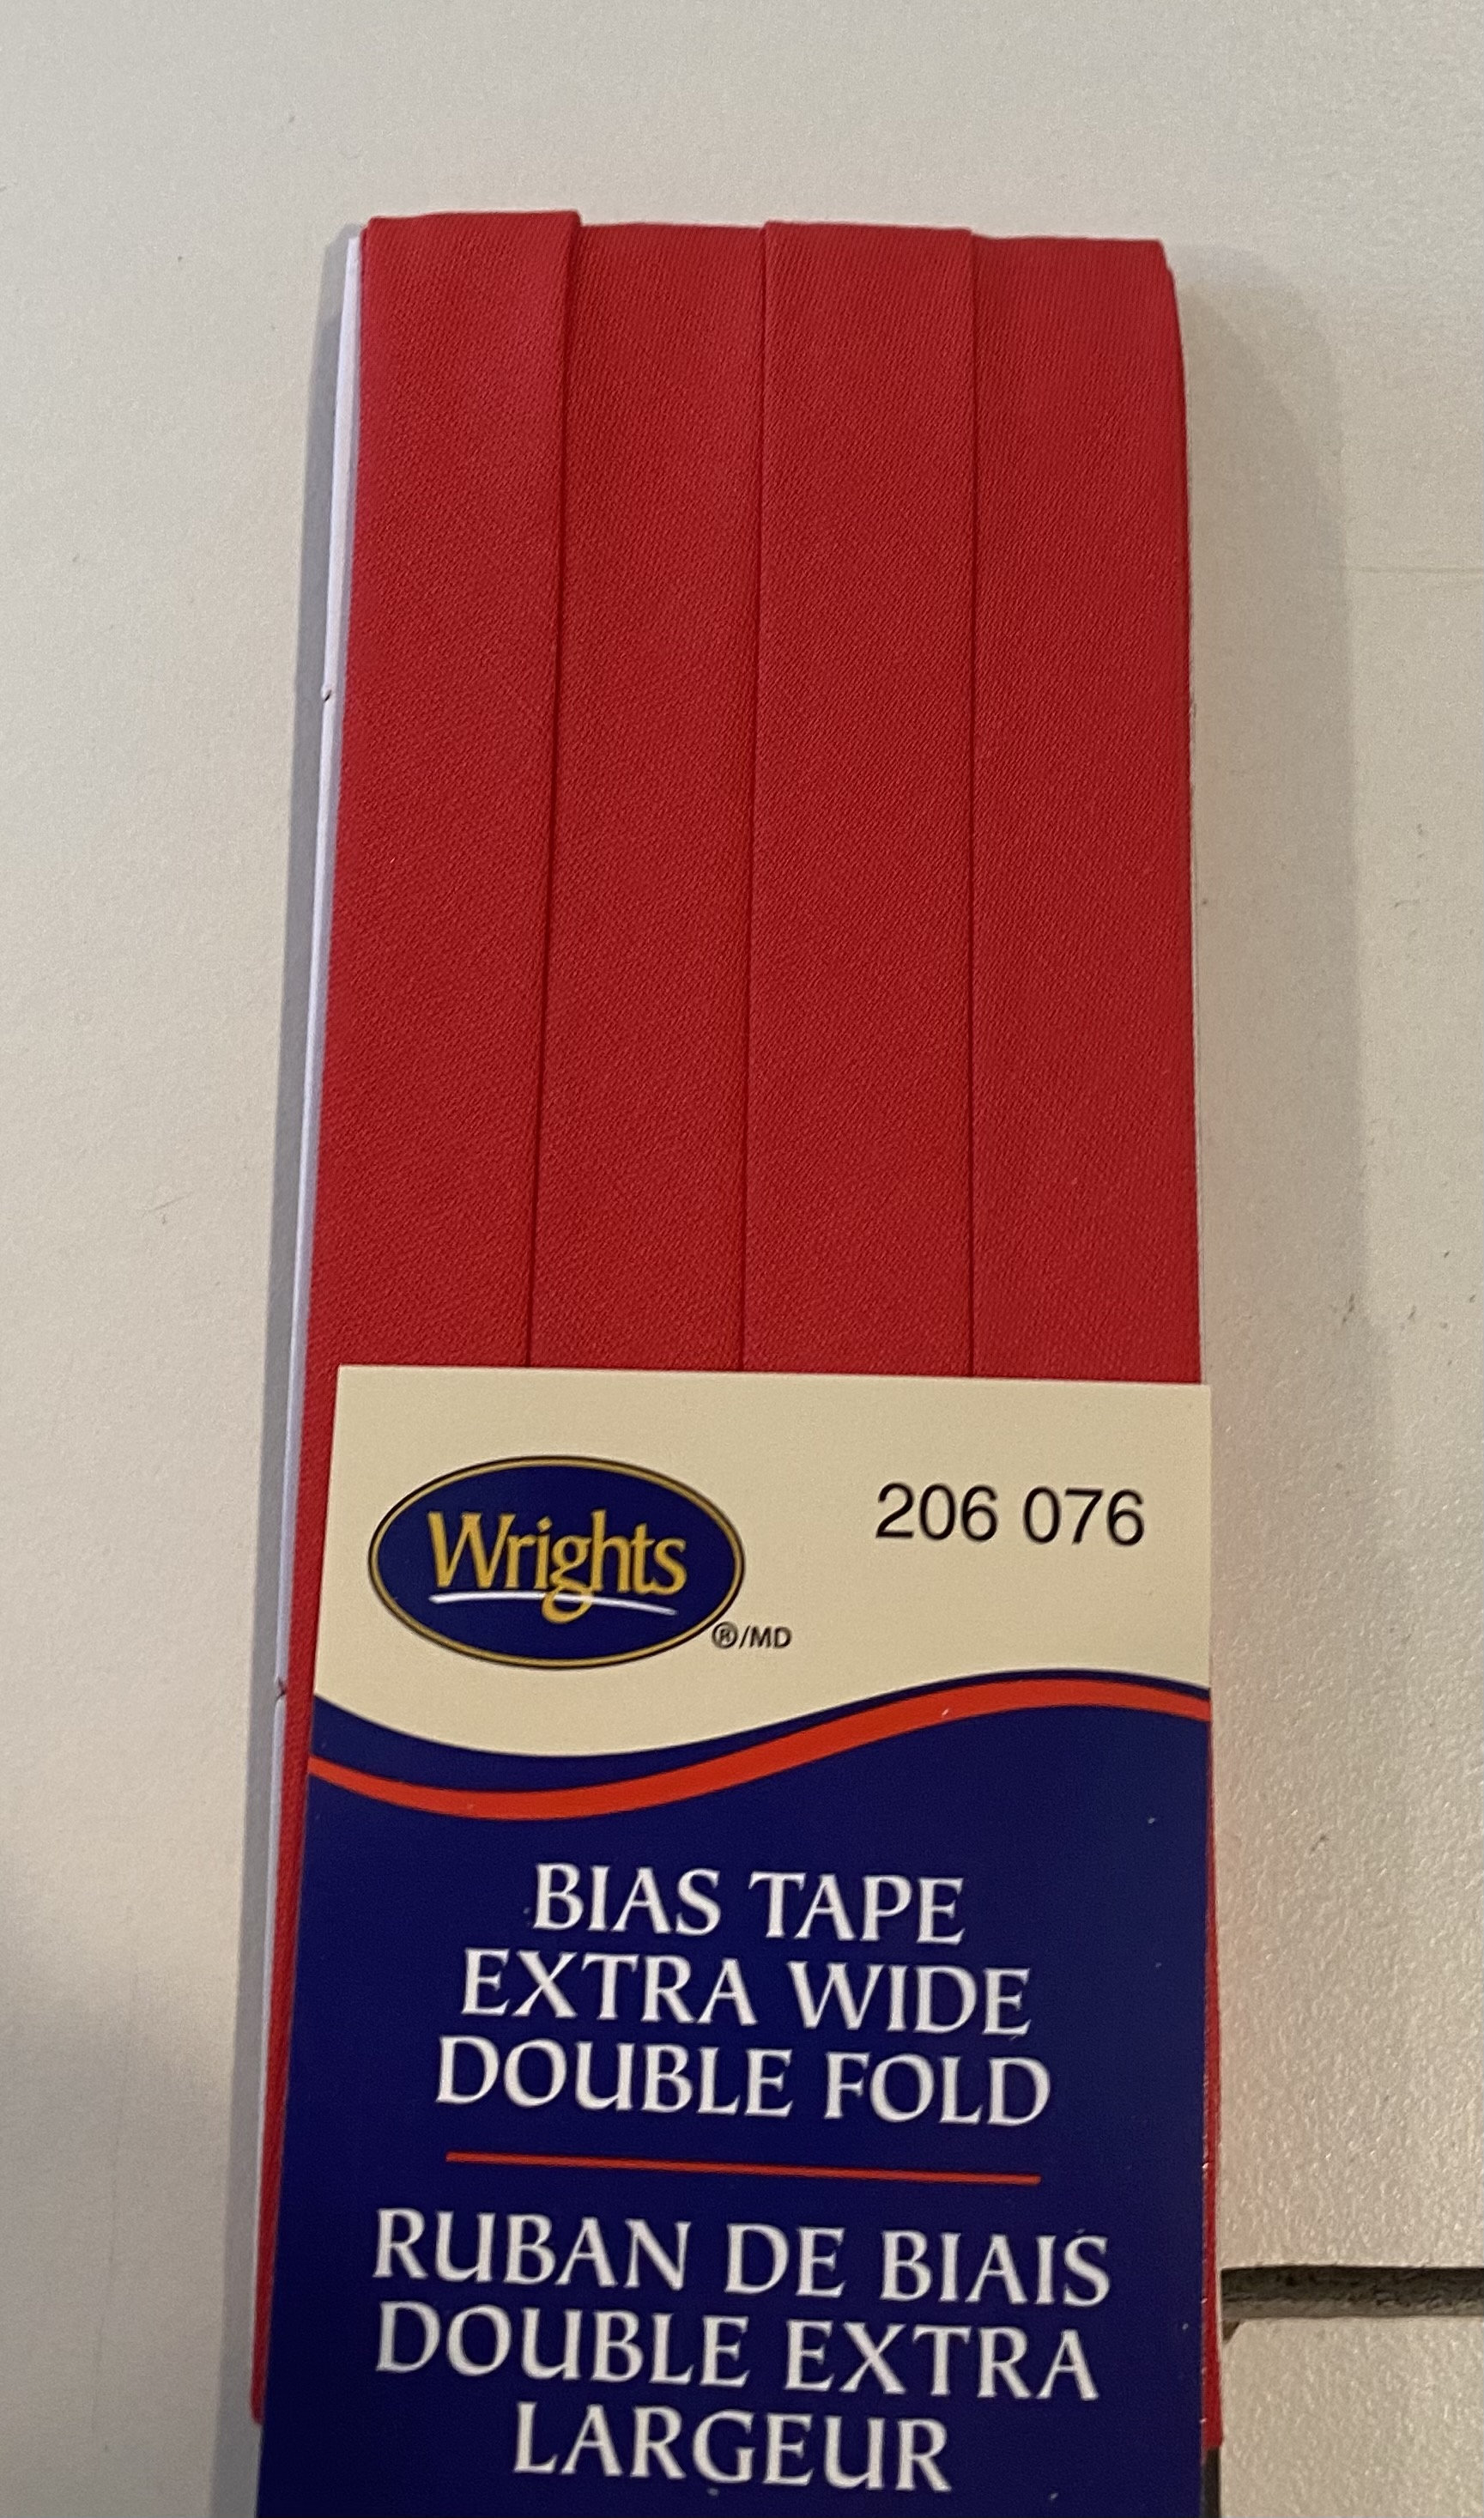 Wrights
®/MD
206 076
BIAS TAPE
EXTRA WIDE
DOUBLE FOLD
RUBAN DE BIAIS
DOUBLE EXTRA
LARGEUR